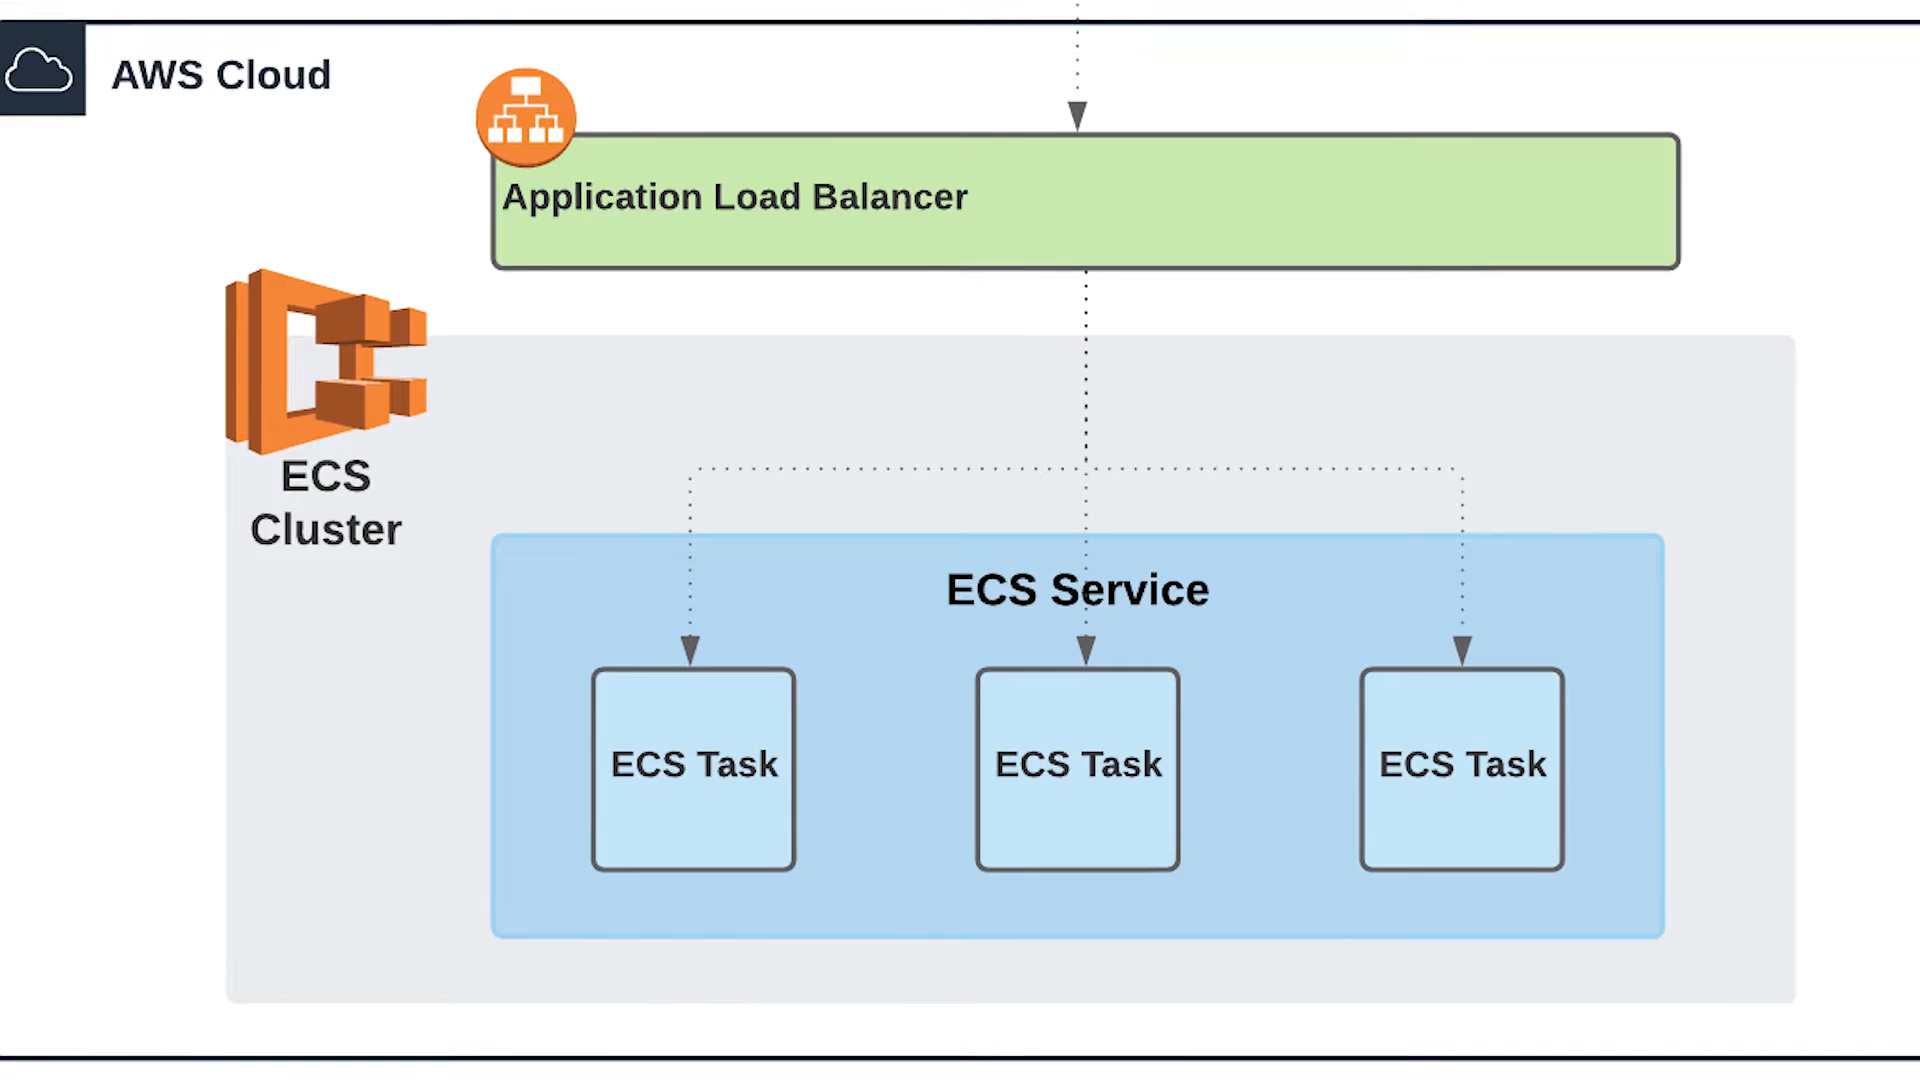 AWS Cloud
Application Load Balancer
ECS
Cluster
ECS Service
ECS Task
ECS Task
ECS Task